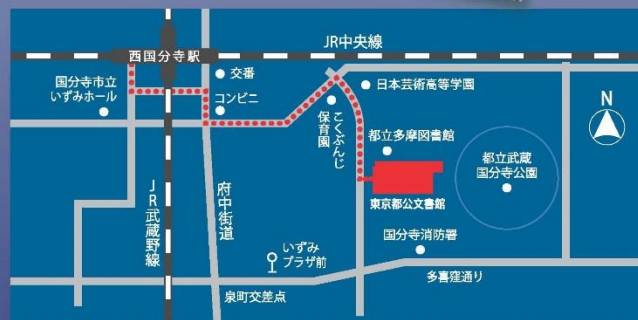 JR中央線
西国分寺駅
国分寺市立
いずみホール
交番
コンビニ
こくぶんじ
保育園
日本芸術高等学園
N
都立多摩図書館
都立武蔵
国分寺公園
東京都公文書館
JR武蔵野線
府中街道
いずみ
プラザ前
国分寺消防署
多喜窪通り
泉町交差点